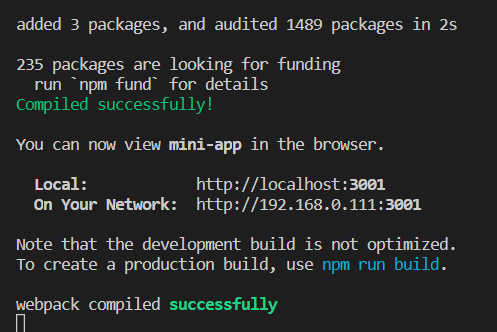 added 3 packages, and audited 1489 packages in 2s
235 packages are looking for funding
run `npm fund` for details
Compiled successfully!
You can now view mini-app in the browser.
Local: http://localhost:3001
On Your Network: http://192.168.0.111:3001
Note that the development build is not optimized.
To create a production build, use npm run build.
webpack compiled successfully